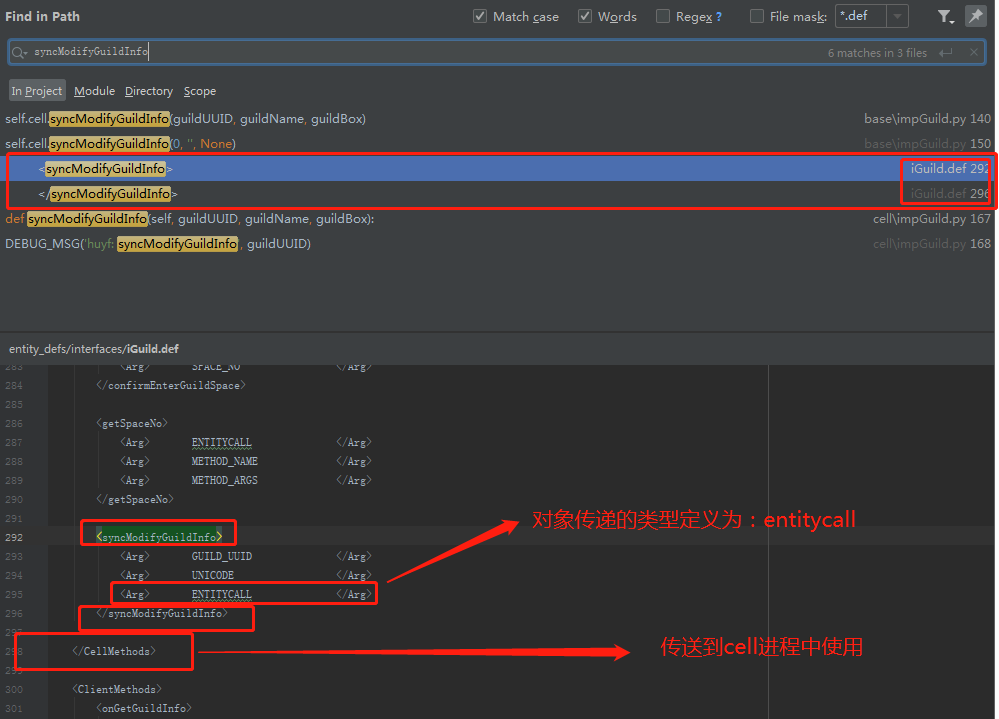 Find in Path
Match case Words Regex ? File mask: *.def
syncModifyGuildInfo 6 matches in 3 files
In Project Module Directory Scope
self.cell.syncModifyGuildInfo(guildUUID, guildName, guildBox) base\impGuild.py 140
self.cell.syncModifyGuildInfo(0, '', None) base\impGuild.py 150
<syncModifyGuildInfo> iGuild.def 292
</syncModifyGuildInfo> iGuild.def 296
def syncModifyGuildInfo(self, guildUUID, guildName, guildBox): cell\impGuild.py 167
DEBUG_MSG('huyf: syncModifyGuildInfo', guildUUID) cell\impGuild.py 168
entity_defs/interfaces/iGuild.def
283 <Arg> SPACE_NO </Arg>
284 </confirmEnterGuildSpace>
285
286 <getSpaceNo>
287 <Arg> ENTITYCALL </Arg>
288 <Arg> METHOD_NAME </Arg>
289 <Arg> METHOD_ARGS </Arg>
290 </getSpaceNo>
291
对象传递的类型定义为：entitycall
292 <syncModifyGuildInfo>
293 <Arg> GUILD_UUID </Arg>
294 <Arg> UNICODE </Arg>
295 <Arg> ENTITYCALL </Arg>
296 </syncModifyGuildInfo>
297
298 </CellMethods>
传送到cell进程中使用
299
300 <ClientMethods>
301 <onGetGuildInfo>